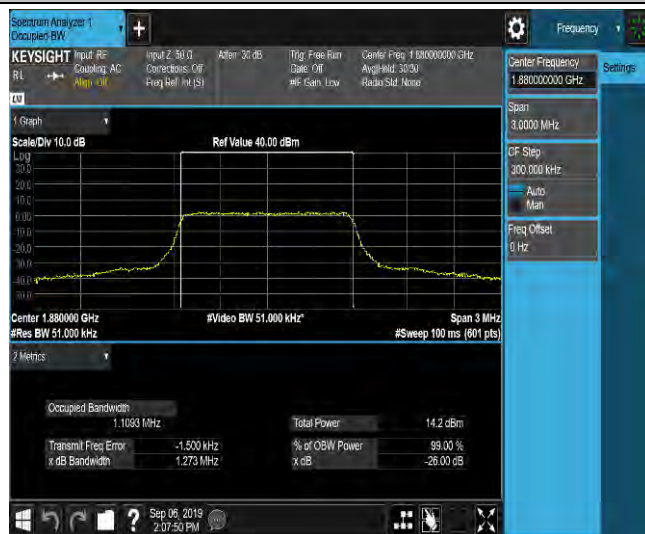 Spectrum Analyzer 1
Occupied BW
+
Frequency
KEYSIGHT
Input: RF
Coupling: AC
Align: Off
Input Z: 50 Ω
Corrections: Off
Freq Ref: Int (S)
Atten: 30 dB
Trig: Free Run
Gate: Off
#IF Gain: Low
Center Freq: 1.880000000 GHz
Avg|Hold: 30/30
Radio Std: None
RL
Center Frequency
1.880000000 GHz
Settings
Span
3.0000 MHz
CF Step
300.000 kHz
Auto
Man
Freq Offset
0 Hz
1 Graph
Scale/Div 10.0 dB
Ref Value 40.00 dBm
Log
30.0
20.0
10.0
0.00
-10.0
-20.0
-30.0
-40.0
-50.0
Center 1.880000 GHz
#Video BW 51.000 kHz*
Span 3 MHz
#Res BW 51.000 kHz
#Sweep 100 ms (601 pts)
2 Metrics
Occupied Bandwidth
1.1093 MHz
Total Power
14.2 dBm
Transmit Freq Error
-1.500 kHz
% of OBW Power
99.00 %
x dB Bandwidth
1.273 MHz
x dB
-26.00 dB
?
Sep 06, 2019
2:07:50 PM